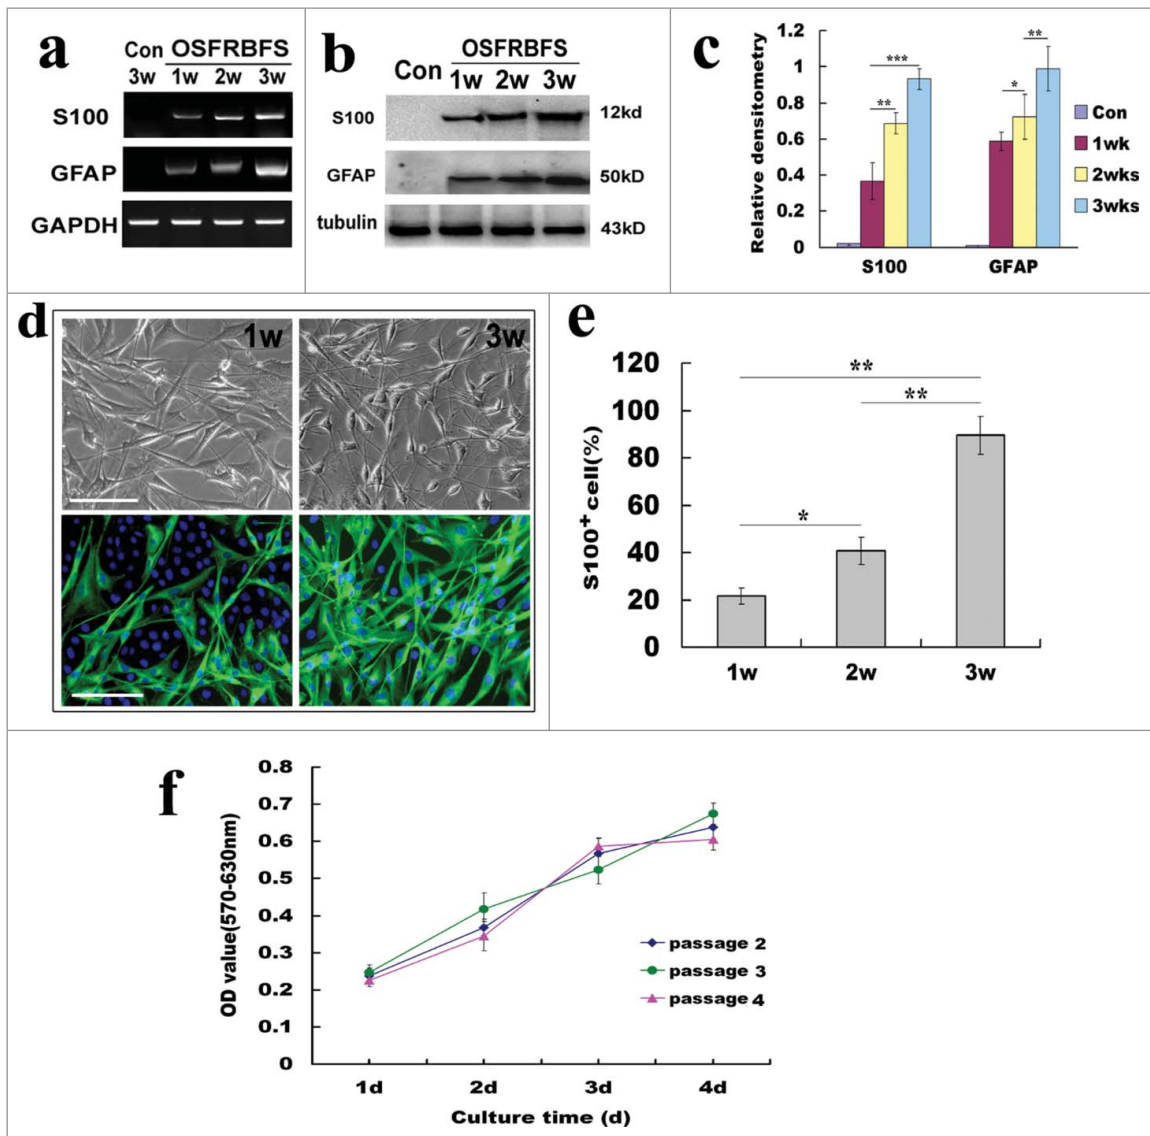 a
Con OSFRBFS
3w 1w 2w 3w
S100
GFAP
GAPDH
b
OSFRBFS
Con 1w 2w 3w
S100 12kd
GFAP 50kD
tubulin 43kD
c
Relative densitometry
1.2
1
0.8
0.6
0.4
0.2
0
*** ** ** *
S100 GFAP
Con
1wk
2wks
3wks
d
1w 3w
e
S100+ cell(%)
120
100
80
60
40
20
0
**
**
*
1w 2w 3w
f
OD value(570-630nm)
0.8
0.7
0.6
0.5
0.4
0.3
0.2
0.1
0
passage 2
passage 3
passage 4
1d 2d 3d 4d
Culture time (d)